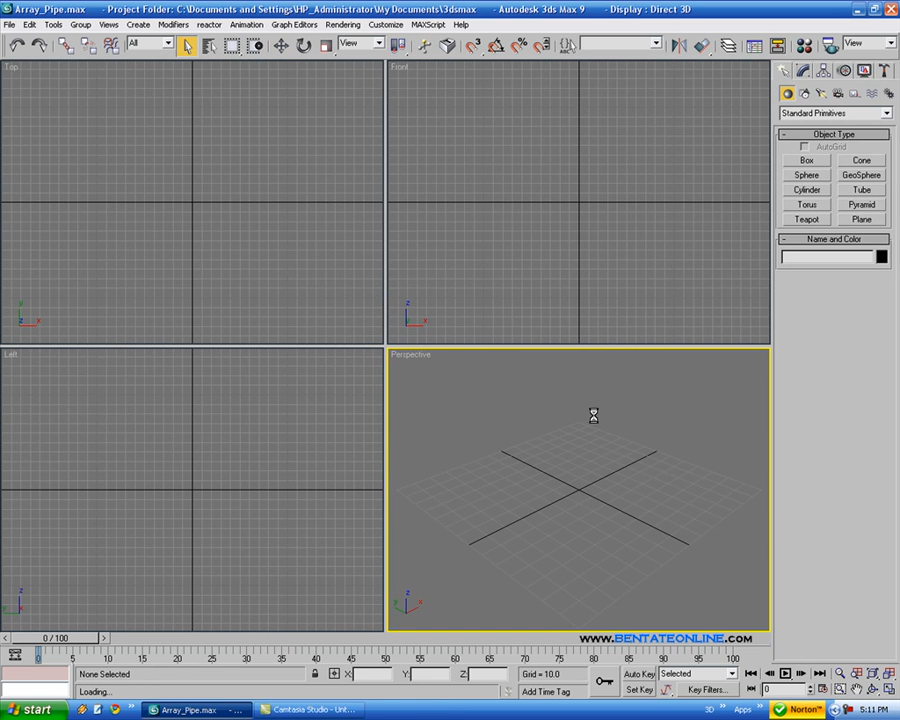 Array_Pipe.max - Project Folder: C:\Documents and Settings\HP_Administrator\My Documents\3dsmax - Autodesk 3ds Max 9 - Display : Direct 3D
File Edit Tools Group Views Create Modifiers reactor Animation Graph Editors Rendering Customize MAXScript Help
All View View
Top
Front
Standard Primitives
- Object Type
AutoGrid
Box Cone
Sphere GeoSphere
Cylinder Tube
Torus Pyramid
Teapot Plane
- Name and Color
y
z x
z
y x
Left
Perspective
z
y x
z
y x
< 0 / 100 >
WWW.BENTATEONLINE.COM
0 5 10 15 20 25 30 35 40 45 50 55 60 65 70 75 80 85 90 95 100
None Selected X: Y: Z: Grid = 10.0 Auto Key Selected
Loading... Add Time Tag Set Key Key Filters... 0
start Array_Pipe.max - ... Camtasia Studio - Unt... 3D » Apps » Norton™ 5:11 PM